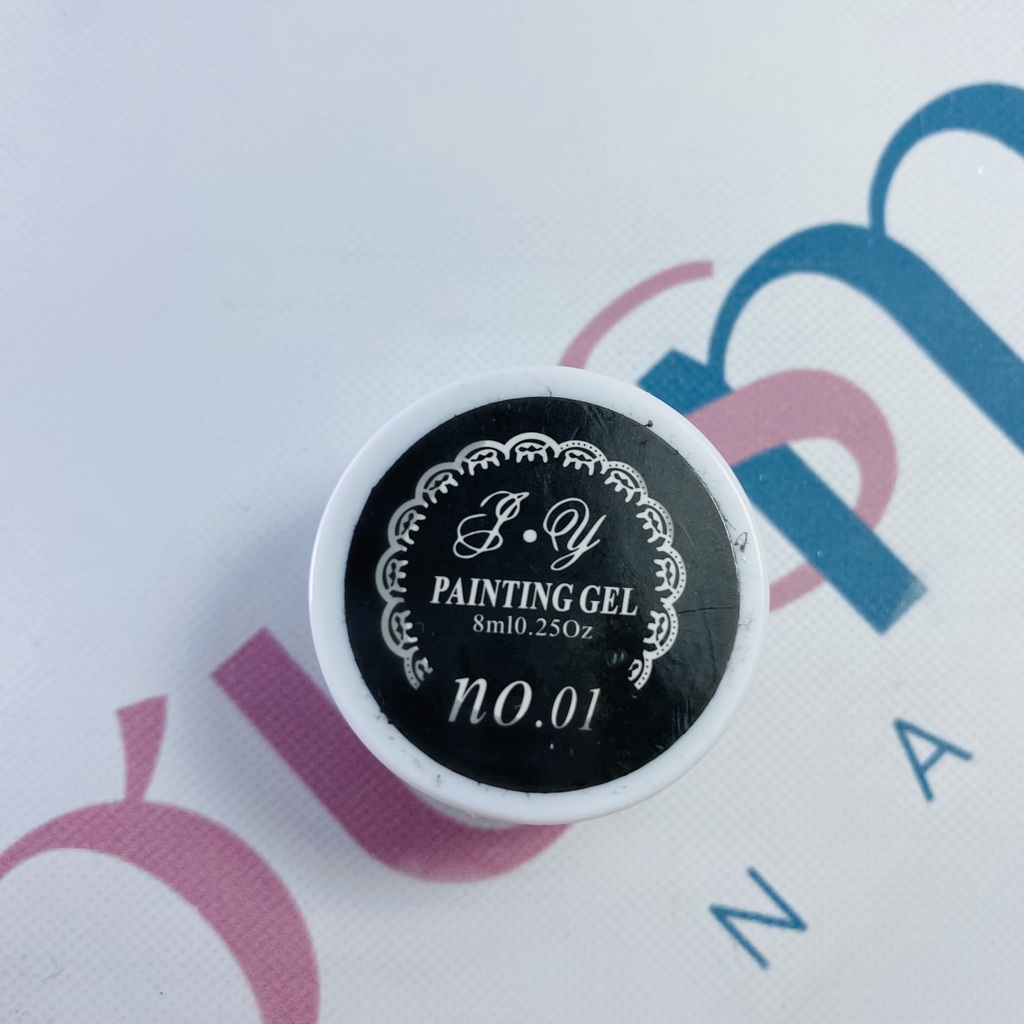 J.Y
PAINTING GEL
8ml0.25Oz
no.01
N A